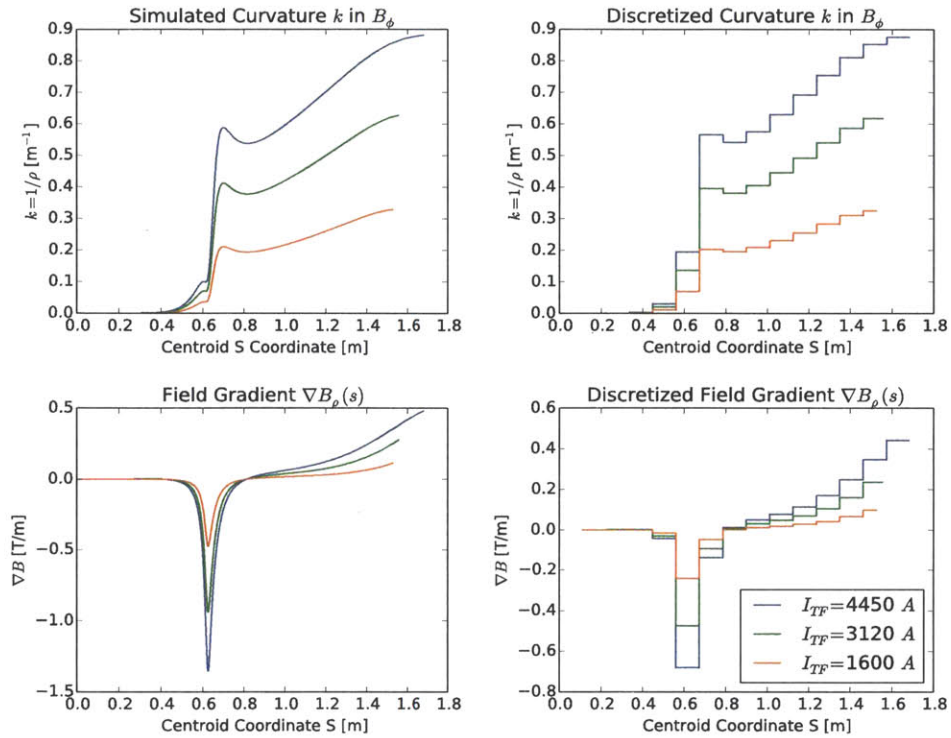 Simulated Curvature k in B_ϕ
k=1/ρ [m⁻¹]
0.9
0.8
0.7
0.6
0.5
0.4
0.3
0.2
0.1
0.0
0.0 0.2 0.4 0.6 0.8 1.0 1.2 1.4 1.6 1.8
Centroid S Coordinate [m]
Discretized Curvature k in B_ϕ
k=1/ρ [m⁻¹]
0.9
0.8
0.7
0.6
0.5
0.4
0.3
0.2
0.1
0.0
0.0 0.2 0.4 0.6 0.8 1.0 1.2 1.4 1.6 1.8
Centroid S Coordinate [m]
Field Gradient ∇B_ρ(s)
∇B [T/m]
0.5
0.0
−0.5
−1.0
−1.5
0.0 0.2 0.4 0.6 0.8 1.0 1.2 1.4 1.6 1.8
Centroid Coordinate S [m]
Discretized Field Gradient ∇B_ρ(s)
∇B [T/m]
0.6
0.4
0.2
0.0
−0.2
−0.4
−0.6
−0.8
I_TF=4450 A
I_TF=3120 A
I_TF=1600 A
0.0 0.2 0.4 0.6 0.8 1.0 1.2 1.4 1.6 1.8
Centroid Coordinate S [m]